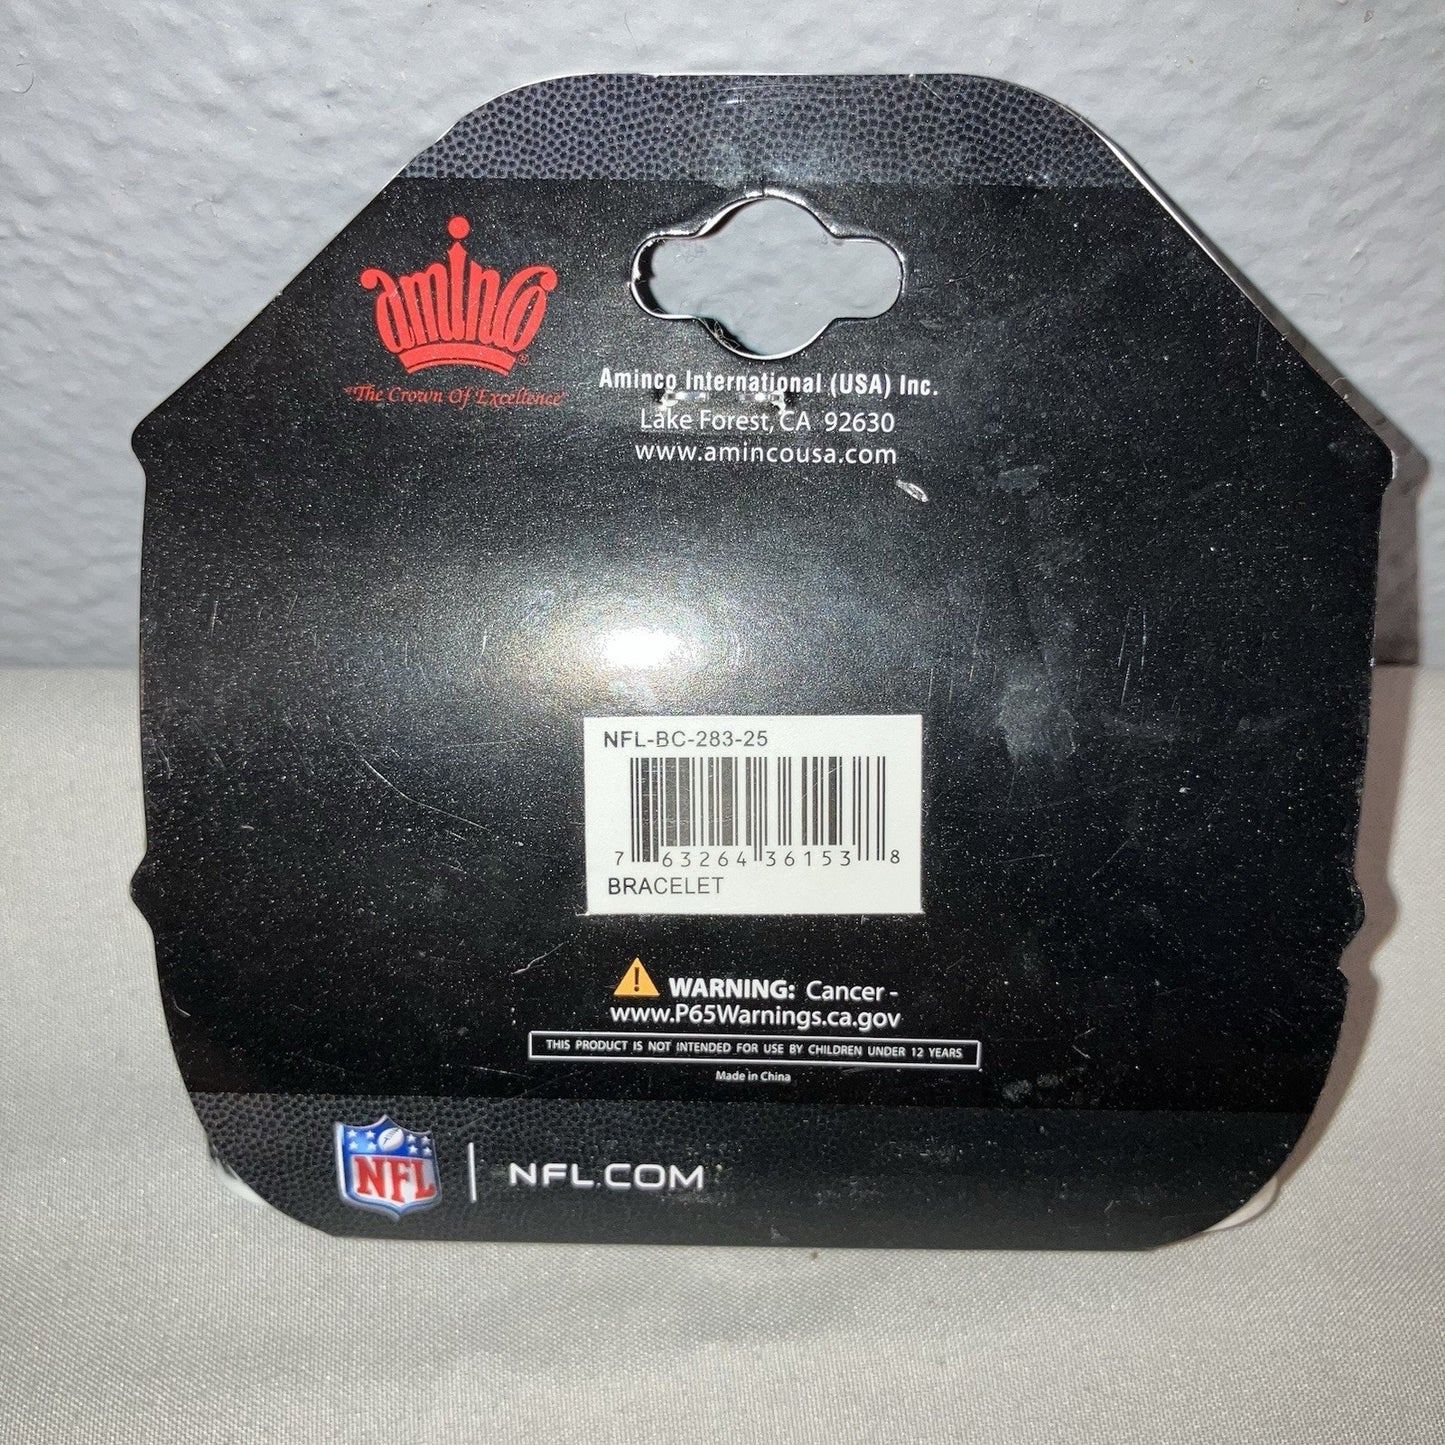 aminco®
"The Crown Of Excellence"
Aminco International (USA) Inc.
Lake Forest, CA 92630
www.amincousa.com
NFL-BC-283-25
7 63264 36153 8
BRACELET
! WARNING: Cancer -
www.P65Warnings.ca.gov
THIS PRODUCT IS NOT INTENDED FOR USE BY CHILDREN UNDER 12 YEARS
Made in China
NFL | NFL.COM